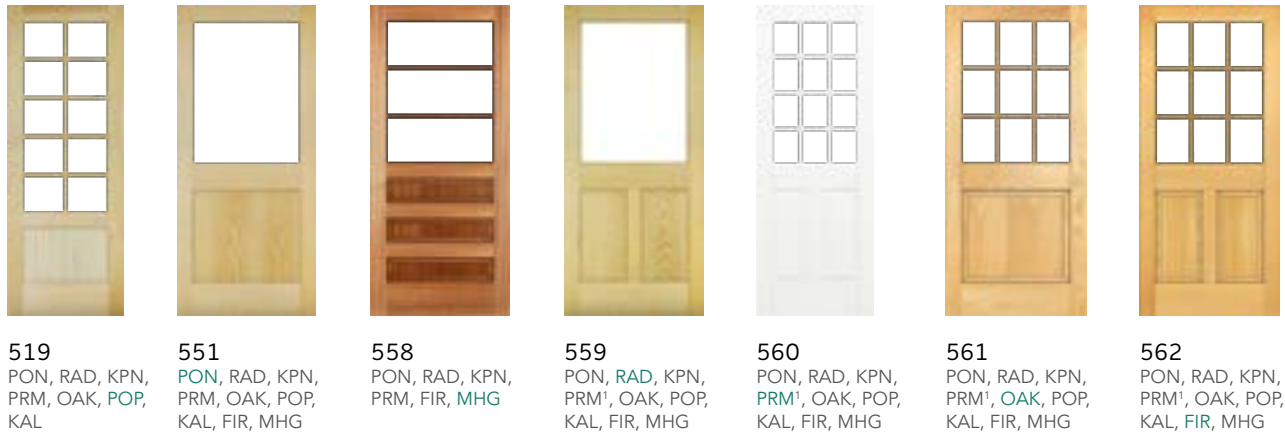 519
PON, RAD, KPN,
PRM, OAK, POP,
KAL
551
PON, RAD, KPN,
PRM, OAK, POP,
KAL, FIR, MHG
558
PON, RAD, KPN,
PRM, FIR, MHG
559
PON, RAD, KPN,
PRM¹, OAK, POP,
KAL, FIR, MHG
560
PON, RAD, KPN,
PRM¹, OAK, POP,
KAL, FIR, MHG
561
PON, RAD, KPN,
PRM¹, OAK, POP,
KAL, FIR, MHG
562
PON, RAD, KPN,
PRM¹, OAK, POP,
KAL, FIR, MHG